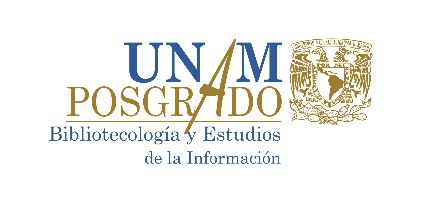 UNAM
POSGRADO
Bibliotecología y Estudios
de la Información